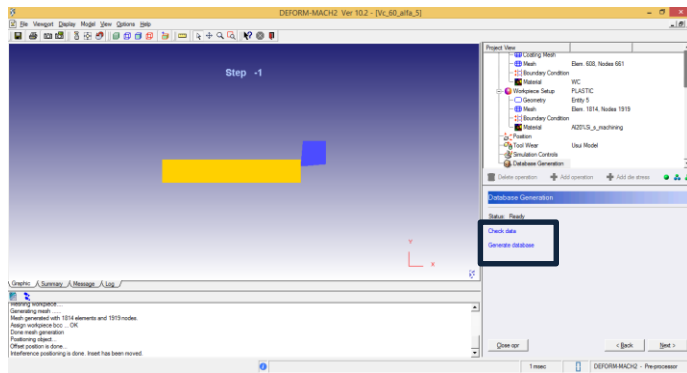 DEFORM-MACH2 Ver 10.2 - [Vc_60_alfa_5]
File Viewport Display Model View Options Help
Step -1
Project View
Coating Mesh
Mesh Elem. 608, Nodes 661
Boundary Condition
Material WC
Workpiece Setup PLASTIC
Geometry Entity 5
Mesh Elem. 1814, Nodes 1919
Boundary Condition
Material Al20%Si_s_machining
Position
Tool Wear Usui Model
Simulation Controls
Database Generation
Delete operation Add operation Add die stress
Database Generation
Status: Ready
Check data
Generate database
Y
X
Graphic Summary Message Log
Meshing workpiece...
Generating mesh .....
Mesh generated with 1814 elements and 1919 nodes.
Assign workpiece bcc ... OK
Done mesh generation
Positioning object...
Offset position is done...
Interference positioning is done. Insert has been moved.
Close opr < Back Next >
1 msec DEFORM-MACH2 - Pre-processor